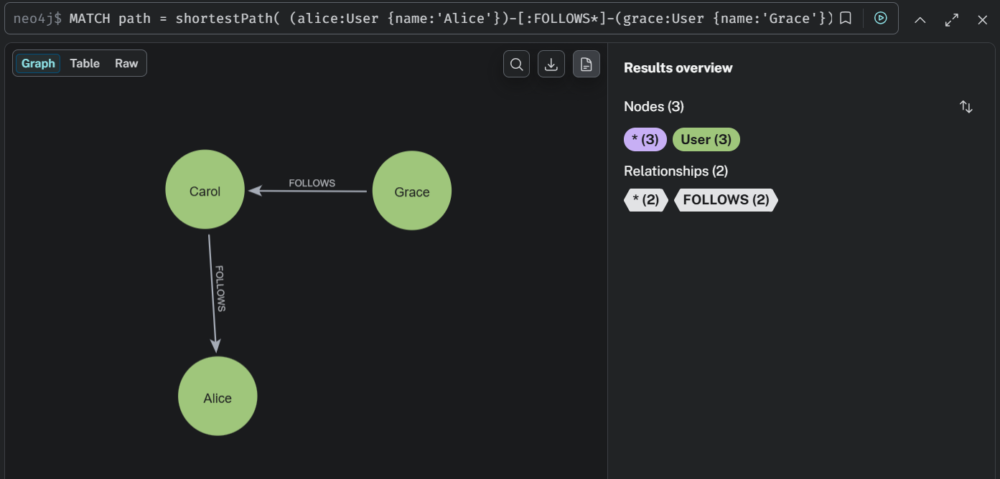 neo4j$ MATCH path = shortestPath( (alice:User {name:'Alice'})-[:FOLLOWS*]-(grace:User {name:'Grace'})
Graph Table Raw
Results overview
Nodes (3)
* (3) User (3)
Relationships (2)
* (2) FOLLOWS (2)
Carol
FOLLOWS
Grace
FOLLOWS
Alice